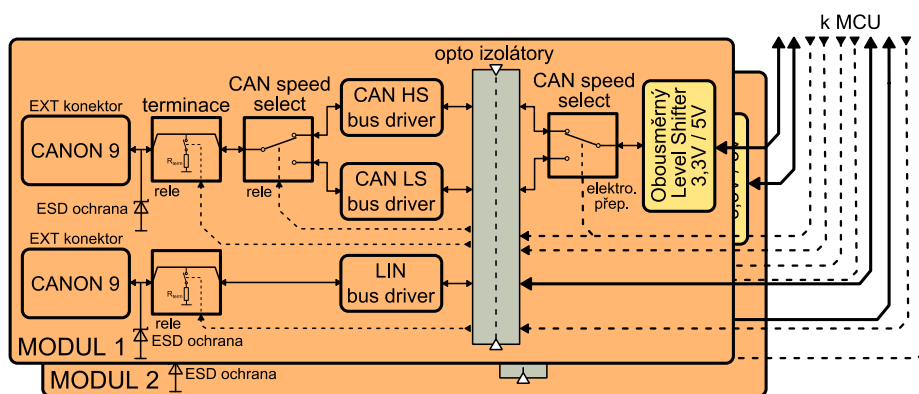 k MCU
opto izolátory
EXT konektor
CANON 9
terminace
R term
rele
CAN speed
select
rele
CAN HS
bus driver
CAN LS
bus driver
CAN speed
select
elektro.
přep.
Obousměrný
Level Shifter
3,3V / 5V
ESD ochrana
EXT konektor
CANON 9
R term
rele
ESD ochrana
LIN
bus driver
MODUL 1
MODUL 2
ESD ochrana